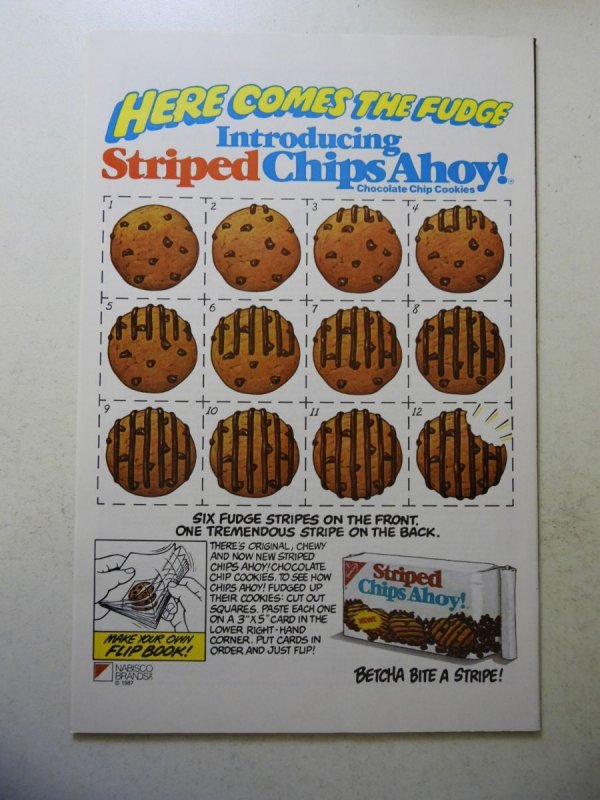 HERE COMES THE FUDGE
Introducing
Striped Chips Ahoy!®
Chocolate Chip Cookies
1 2 3 4
5 6 7 8
9 10 11 12
SIX FUDGE STRIPES ON THE FRONT.
ONE TREMENDOUS STRIPE ON THE BACK.
THERE'S ORIGINAL, CHEWY
AND NOW NEW STRIPED
CHIPS AHOY! CHOCOLATE
CHIP COOKIES. TO SEE HOW
CHIPS AHOY! FUDGED UP
THEIR COOKIES: CUT OUT
SQUARES. PASTE EACH ONE
ON A 3"X5" CARD IN THE
LOWER RIGHT-HAND
CORNER. PUT CARDS IN
ORDER AND JUST FLIP!
MAKE YOUR OWN
FLIP BOOK!
NABISCO
BRANDS
© 1987
Striped
Chips Ahoy!
NEW!
BETCHA BITE A STRIPE!